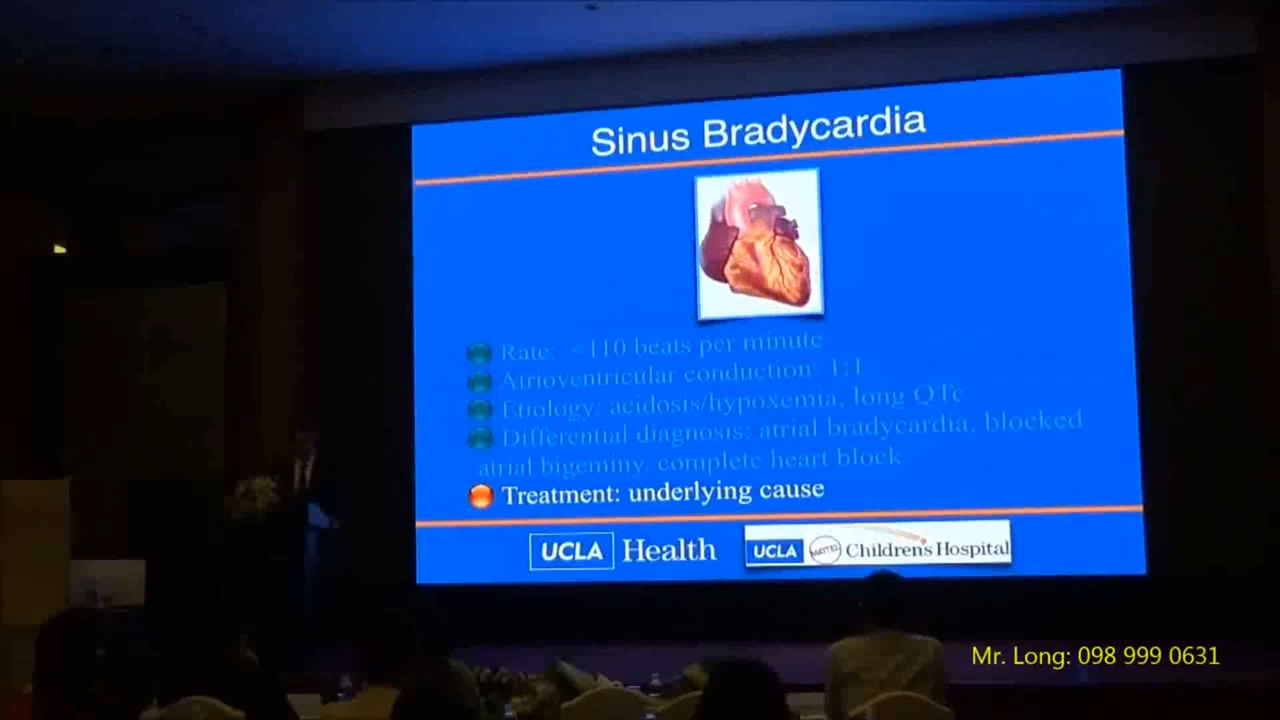 Sinus Bradycardia
Rate: <110 beats per minute
Atrioventricular conduction: 1:1
Etiology: acidosis/hypoxemia, long QTc
Differential diagnosis: atrial bradycardia, blocked
atrial bigeminy, complete heart block
Treatment: underlying cause
UCLA Health
UCLA MATTEL Children's Hospital
Mr. Long: 098 999 0631